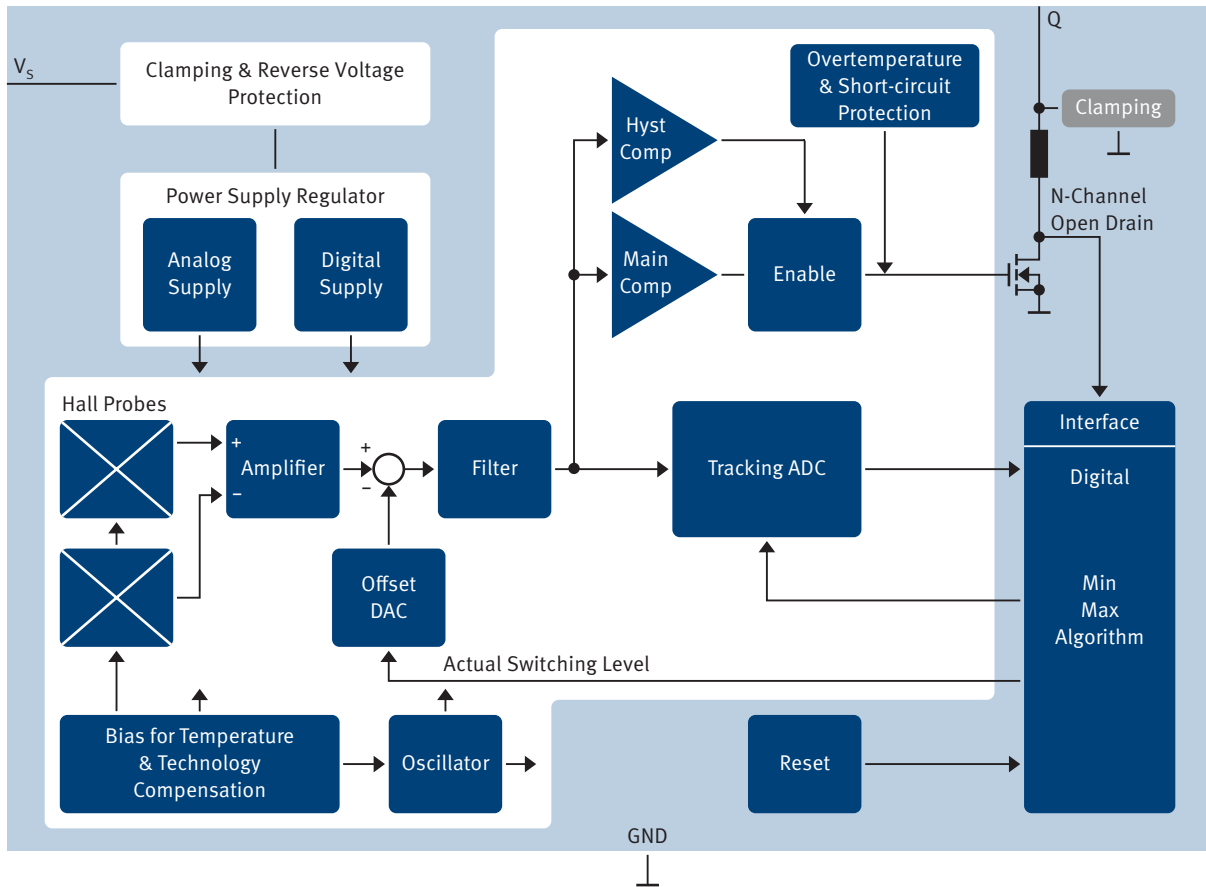 Q
V_S
Clamping & Reverse Voltage
Protection
Overtemperature
& Short-circuit
Protection
Clamping
Hyst
Comp
Power Supply Regulator
N-Channel
Open Drain
Analog
Supply
Digital
Supply
Main
Comp
Enable
Hall Probes
Interface
+
Amplifier
−
+
−
Filter
Tracking ADC
Digital
Offset
DAC
Min
Max
Algorithm
Actual Switching Level
Bias for Temperature
& Technology
Compensation
Oscillator
Reset
GND